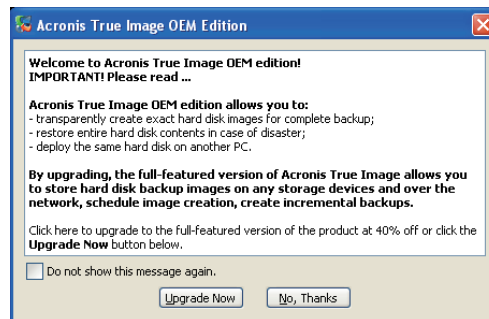 Acronis True Image OEM Edition
Welcome to Acronis True Image OEM edition!
IMPORTANT! Please read ...
Acronis True Image OEM edition allows you to:
- transparently create exact hard disk images for complete backup;
- restore entire hard disk contents in case of disaster;
- deploy the same hard disk on another PC.
By upgrading, the full-featured version of Acronis True Image allows you
to store hard disk backup images on any storage devices and over the
network, schedule image creation, create incremental backups.
Click here to upgrade to the full-featured version of the product at 40% off or click the
Upgrade Now button below.
Do not show this message again.
Upgrade Now No, Thanks